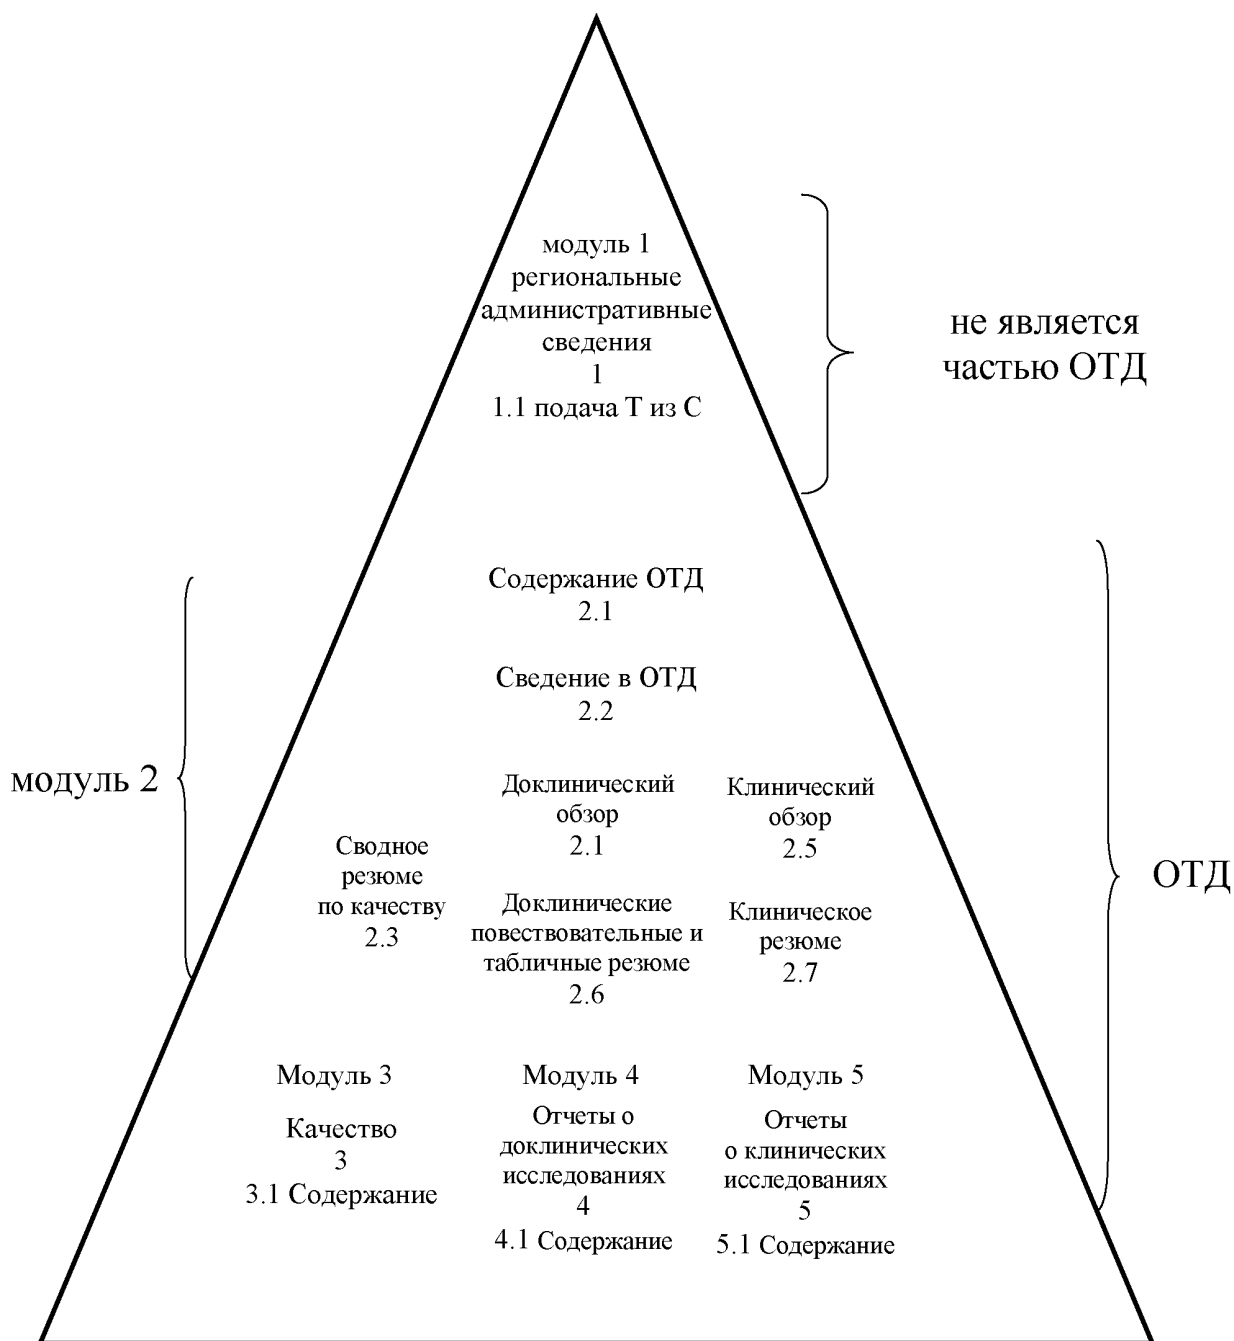 модуль 1
региональные
административные
сведения
1
1.1 подача Т из С
не является
частью ОТД
Содержание ОТД
2.1
Сведение в ОТД
2.2
модуль 2
Доклинический
обзор
2.1
Клинический
обзор
2.5
Сводное
резюме
по качеству
2.3
Доклинические
повествовательные и
табличные резюме
2.6
Клиническое
резюме
2.7
ОТД
Модуль 3
Качество
3
3.1 Содержание
Модуль 4
Отчеты о
доклинических
исследованиях
4
4.1 Содержание
Модуль 5
Отчеты
о клинических
исследованиях
5
5.1 Содержание